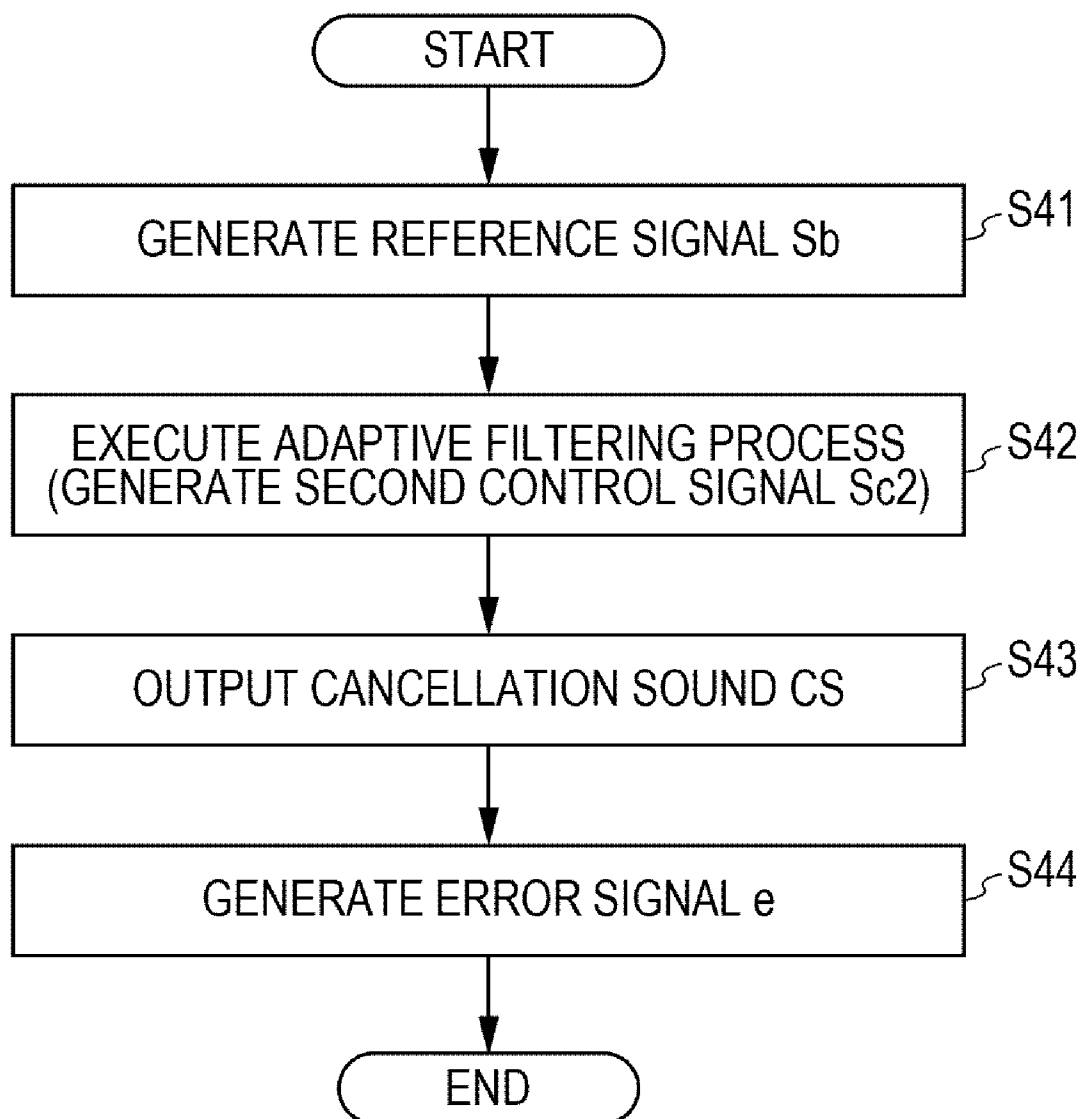 START
GENERATE REFERENCE SIGNAL Sb
S41
EXECUTE ADAPTIVE FILTERING PROCESS
(GENERATE SECOND CONTROL SIGNAL Sc2)
S42
OUTPUT CANCELLATION SOUND CS
S43
GENERATE ERROR SIGNAL e
S44
END